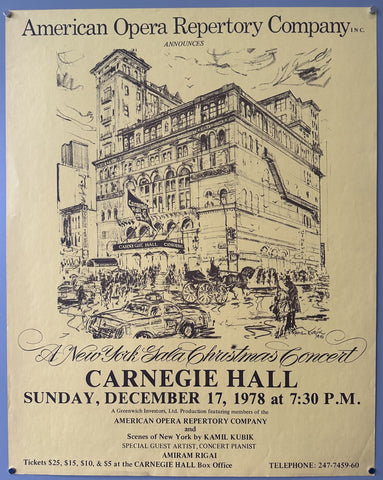 American Opera Repertory Company INC.
ANNOUNCES
CARNEGIE HALL
A New York Gala Christmas Concert
CARNEGIE HALL
SUNDAY, DECEMBER 17, 1978 at 7:30 P.M.
A Greenwich Investors, Ltd. Production featuring members of the
AMERICAN OPERA REPERTORY COMPANY
and
Scenes of New York by KAMIL KUBIK
SPECIAL GUEST ARTIST, CONCERT PIANIST
AMIRAM RIGAI
Tickets $25, $15, $10, & $5 at the CARNEGIE HALL Box Office
TELEPHONE: 247-7459-60